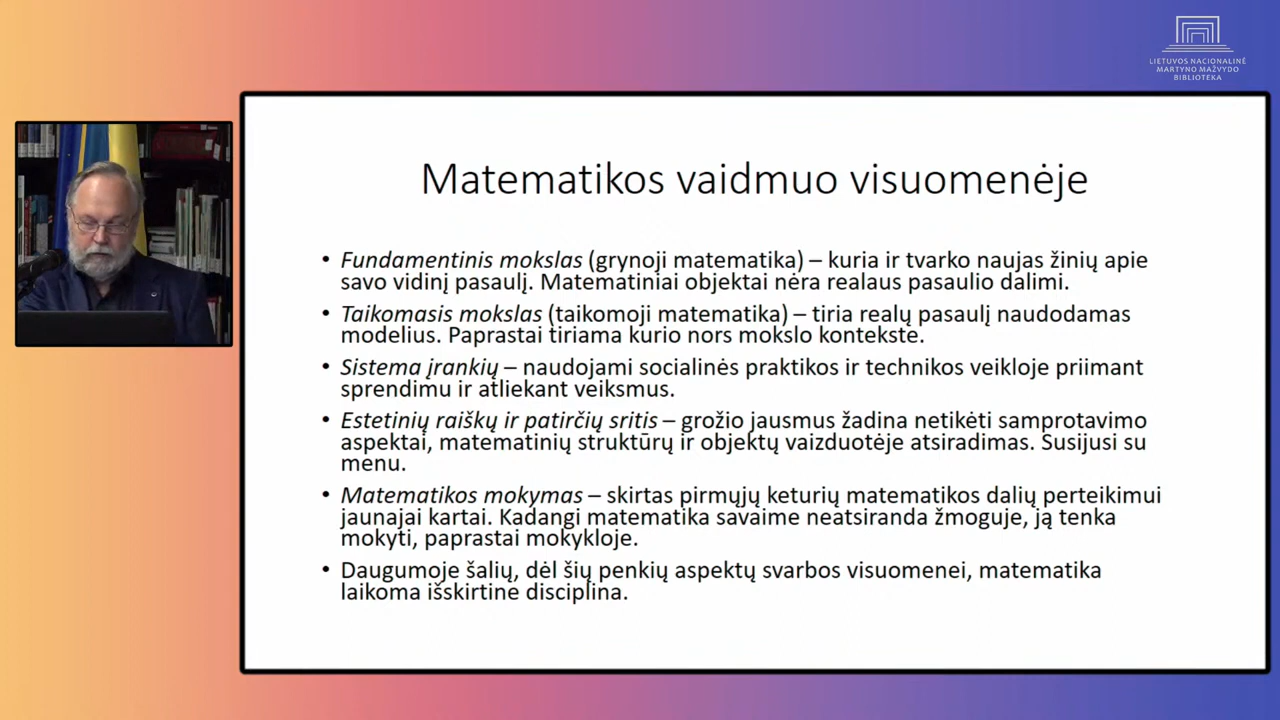 LIETUVOS NACIONALINĖ
MARTYNO MAŽVYDO
BIBLIOTEKA
Matematikos vaidmuo visuomenėje
• Fundamentinis mokslas (grynoji matematika) – kuria ir tvarko naujas žinių apie
savo vidinį pasaulį. Matematiniai objektai nėra realaus pasaulio dalimi.
• Taikomasis mokslas (taikomoji matematika) – tiria realų pasaulį naudodamas
modelius. Paprastai tiriama kurio nors mokslo kontekste.
• Sistema įrankių – naudojami socialinės praktikos ir technikos veikloje priimant
sprendimu ir atliekant veiksmus.
• Estetinių raiškų ir patirčių sritis – grožio jausmus žadina netikėti samprotavimo
aspektai, matematinių struktūrų ir objektų vaizduotėje atsiradimas. Susijusi su
menu.
• Matematikos mokymas – skirtas pirmųjų keturių matematikos dalių perteikimui
jaunajai kartai. Kadangi matematika savaime neatsiranda žmoguje, ją tenka
mokyti, paprastai mokykloje.
• Daugumoje šalių, dėl šių penkių aspektų svarbos visuomenei, matematika
laikoma išskirtine disciplina.